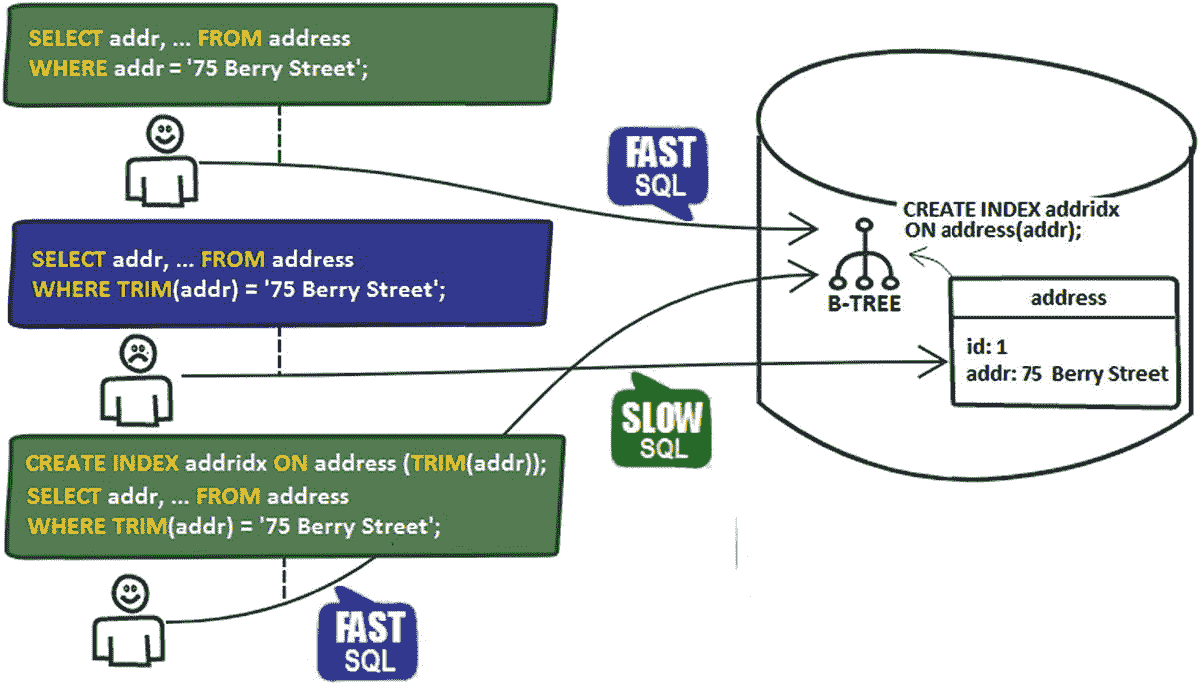 SELECT addr, ... FROM address
WHERE addr = '75 Berry Street';
FAST
SQL
CREATE INDEX addridx
ON address(addr);
SELECT addr, ... FROM address
WHERE TRIM(addr) = '75 Berry Street';
B-TREE
address
id: 1
addr: 75 Berry Street
SLOW
SQL
CREATE INDEX addridx ON address (TRIM(addr));
SELECT addr, ... FROM address
WHERE TRIM(addr) = '75 Berry Street';
FAST
SQL